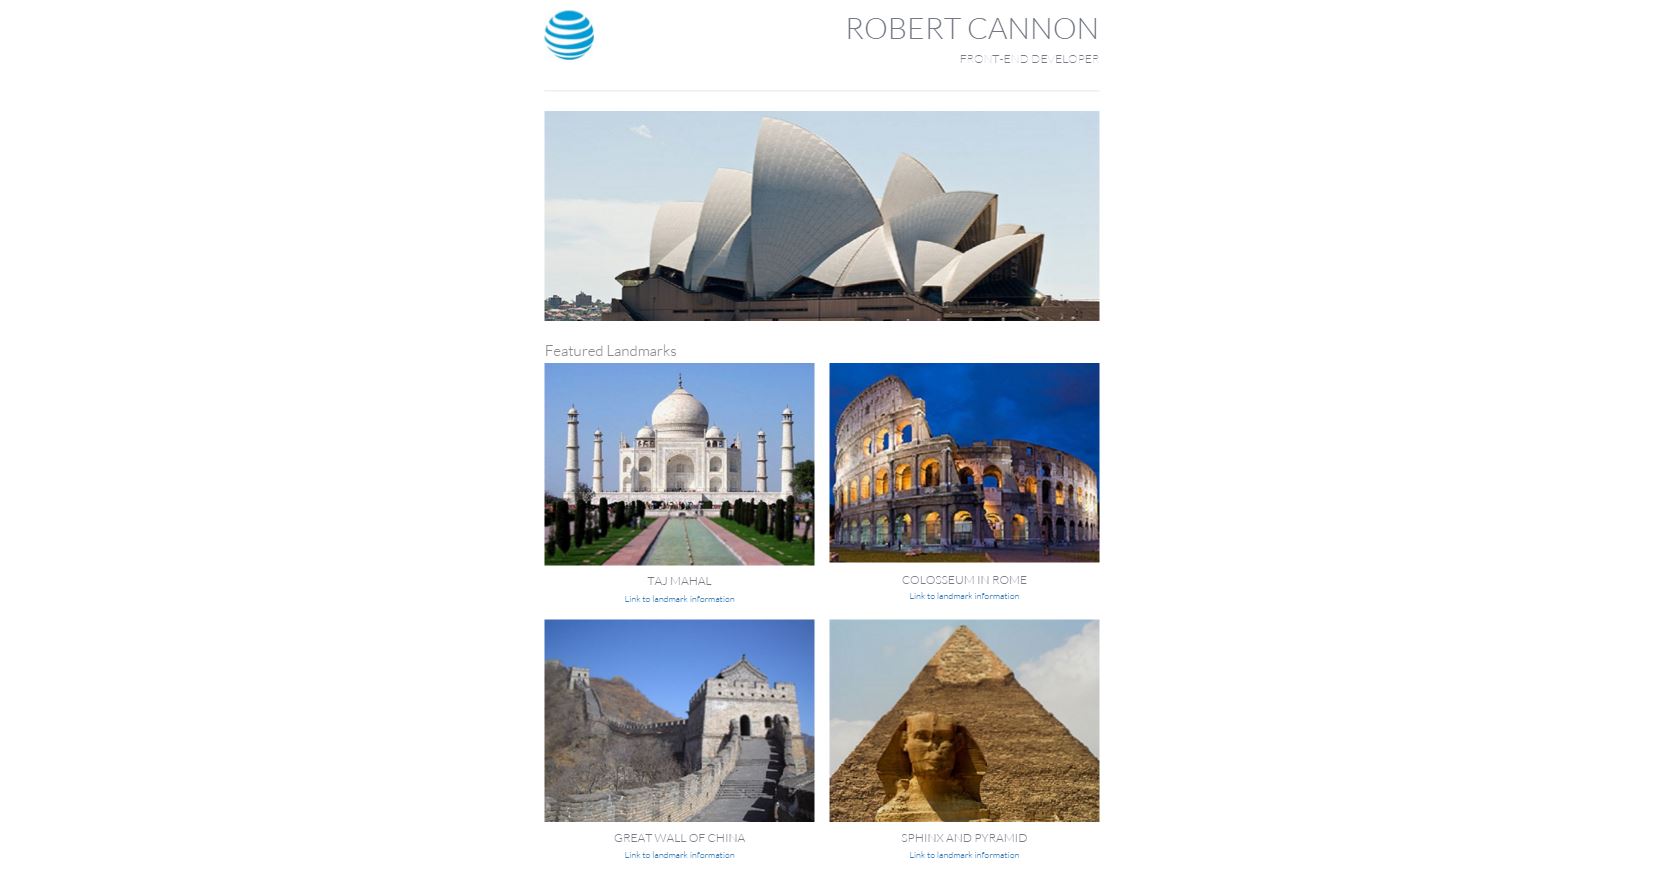 ROBERT CANNON
FRONT-END DEVELOPER
Featured Landmarks
TAJ MAHAL
Link to landmark information
COLOSSEUM IN ROME
Link to landmark information
GREAT WALL OF CHINA
Link to landmark information
SPHINX AND PYRAMID
Link to landmark information